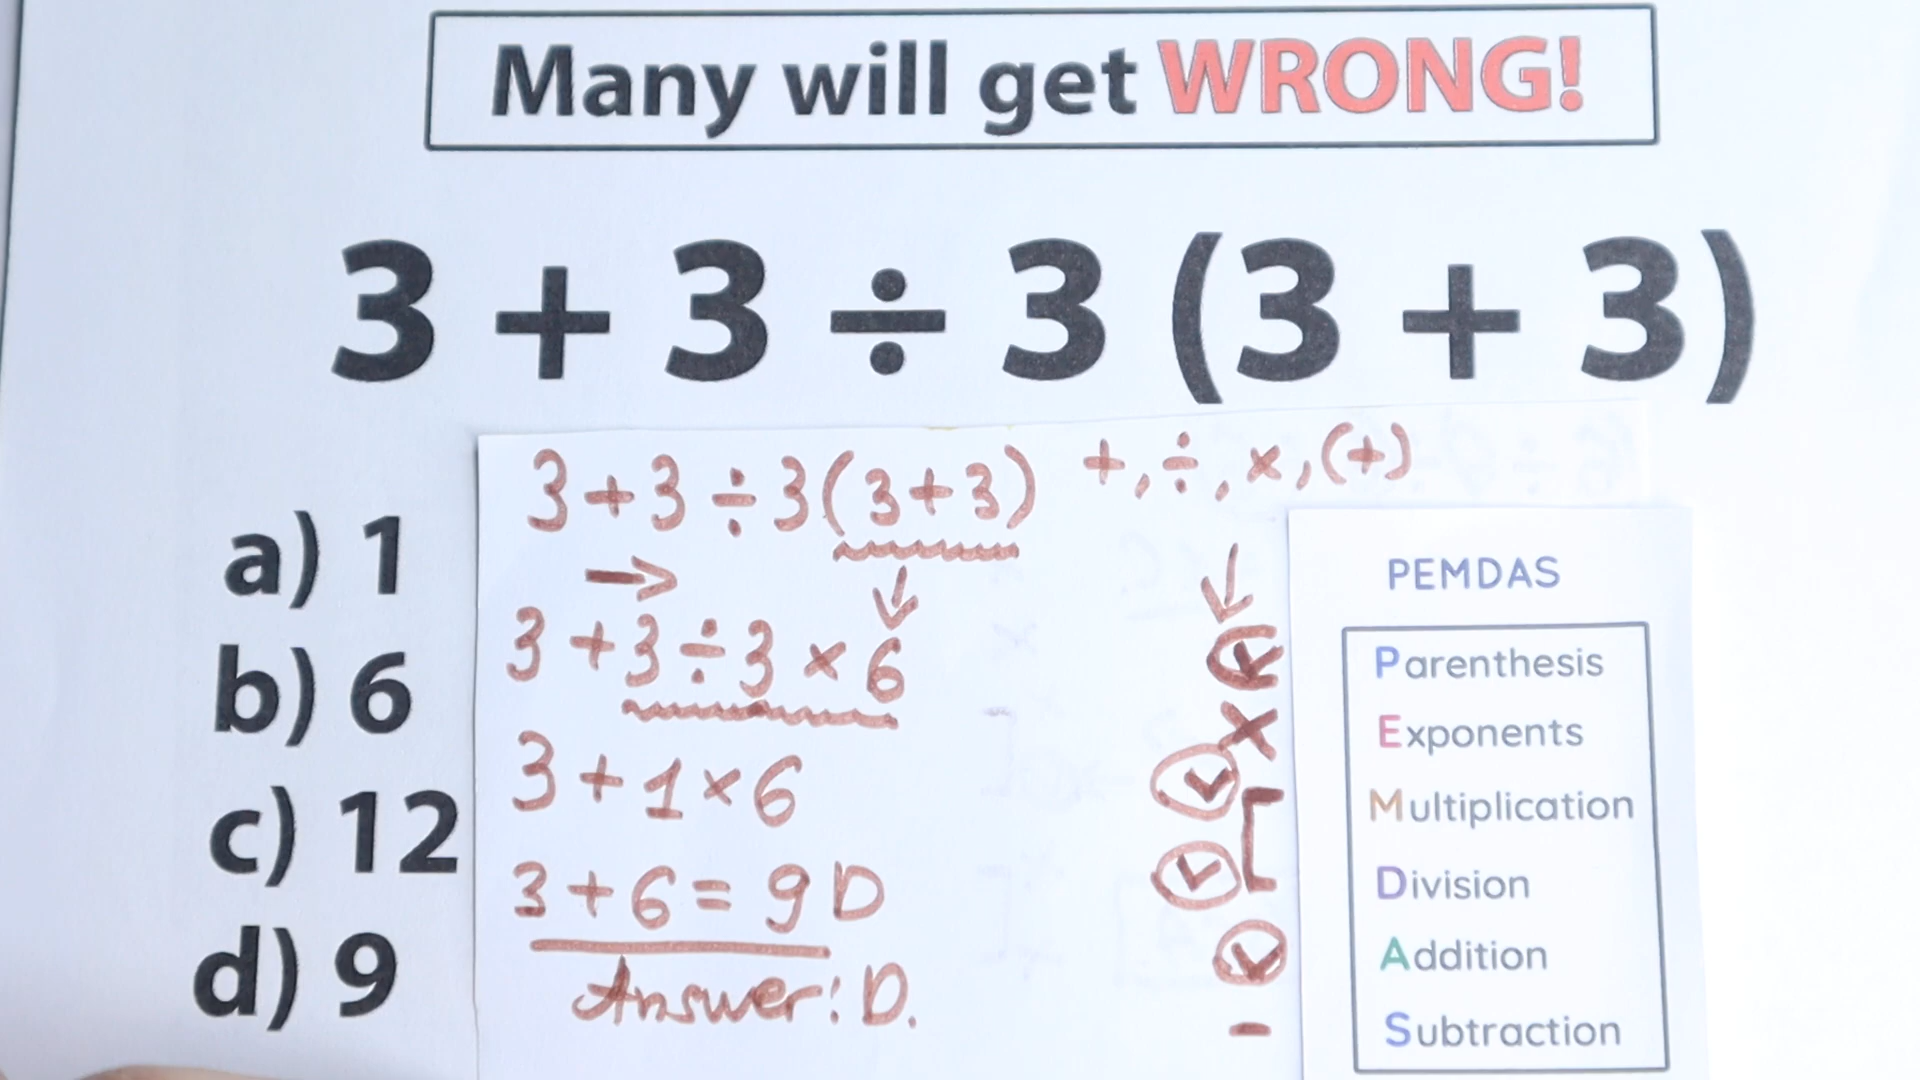 Many will get WRONG!
3 + 3 ÷ 3 (3 + 3)
a) 1
b) 6
c) 12
d) 9
3+3÷3(3+3) +, ÷, ×, (+)
3+3÷3×6
3+1×6
3+6=9 D
Answer: D.
PEMDAS
Parenthesis
Exponents
Multiplication
Division
Addition
Subtraction